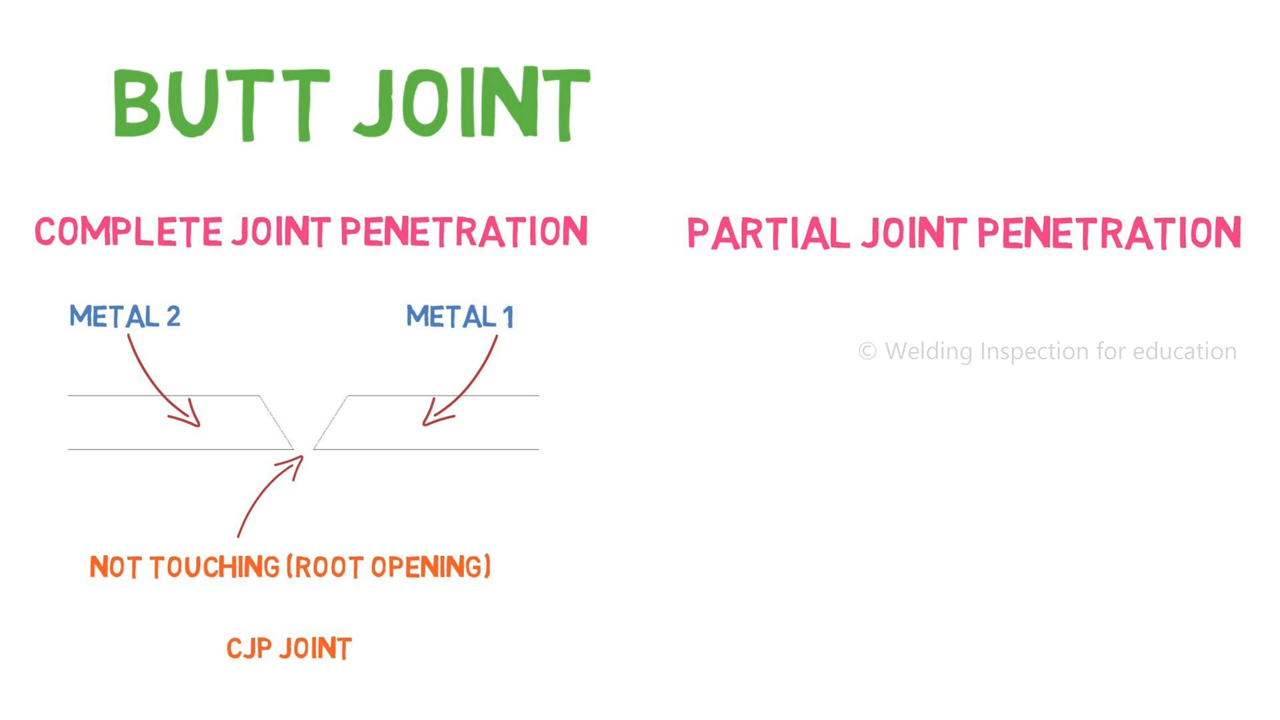 BUTT JOINT
COMPLETE JOINT PENETRATION
PARTIAL JOINT PENETRATION
METAL 2
METAL 1
© Welding Inspection for education
NOT TOUCHING (ROOT OPENING)
CJP JOINT